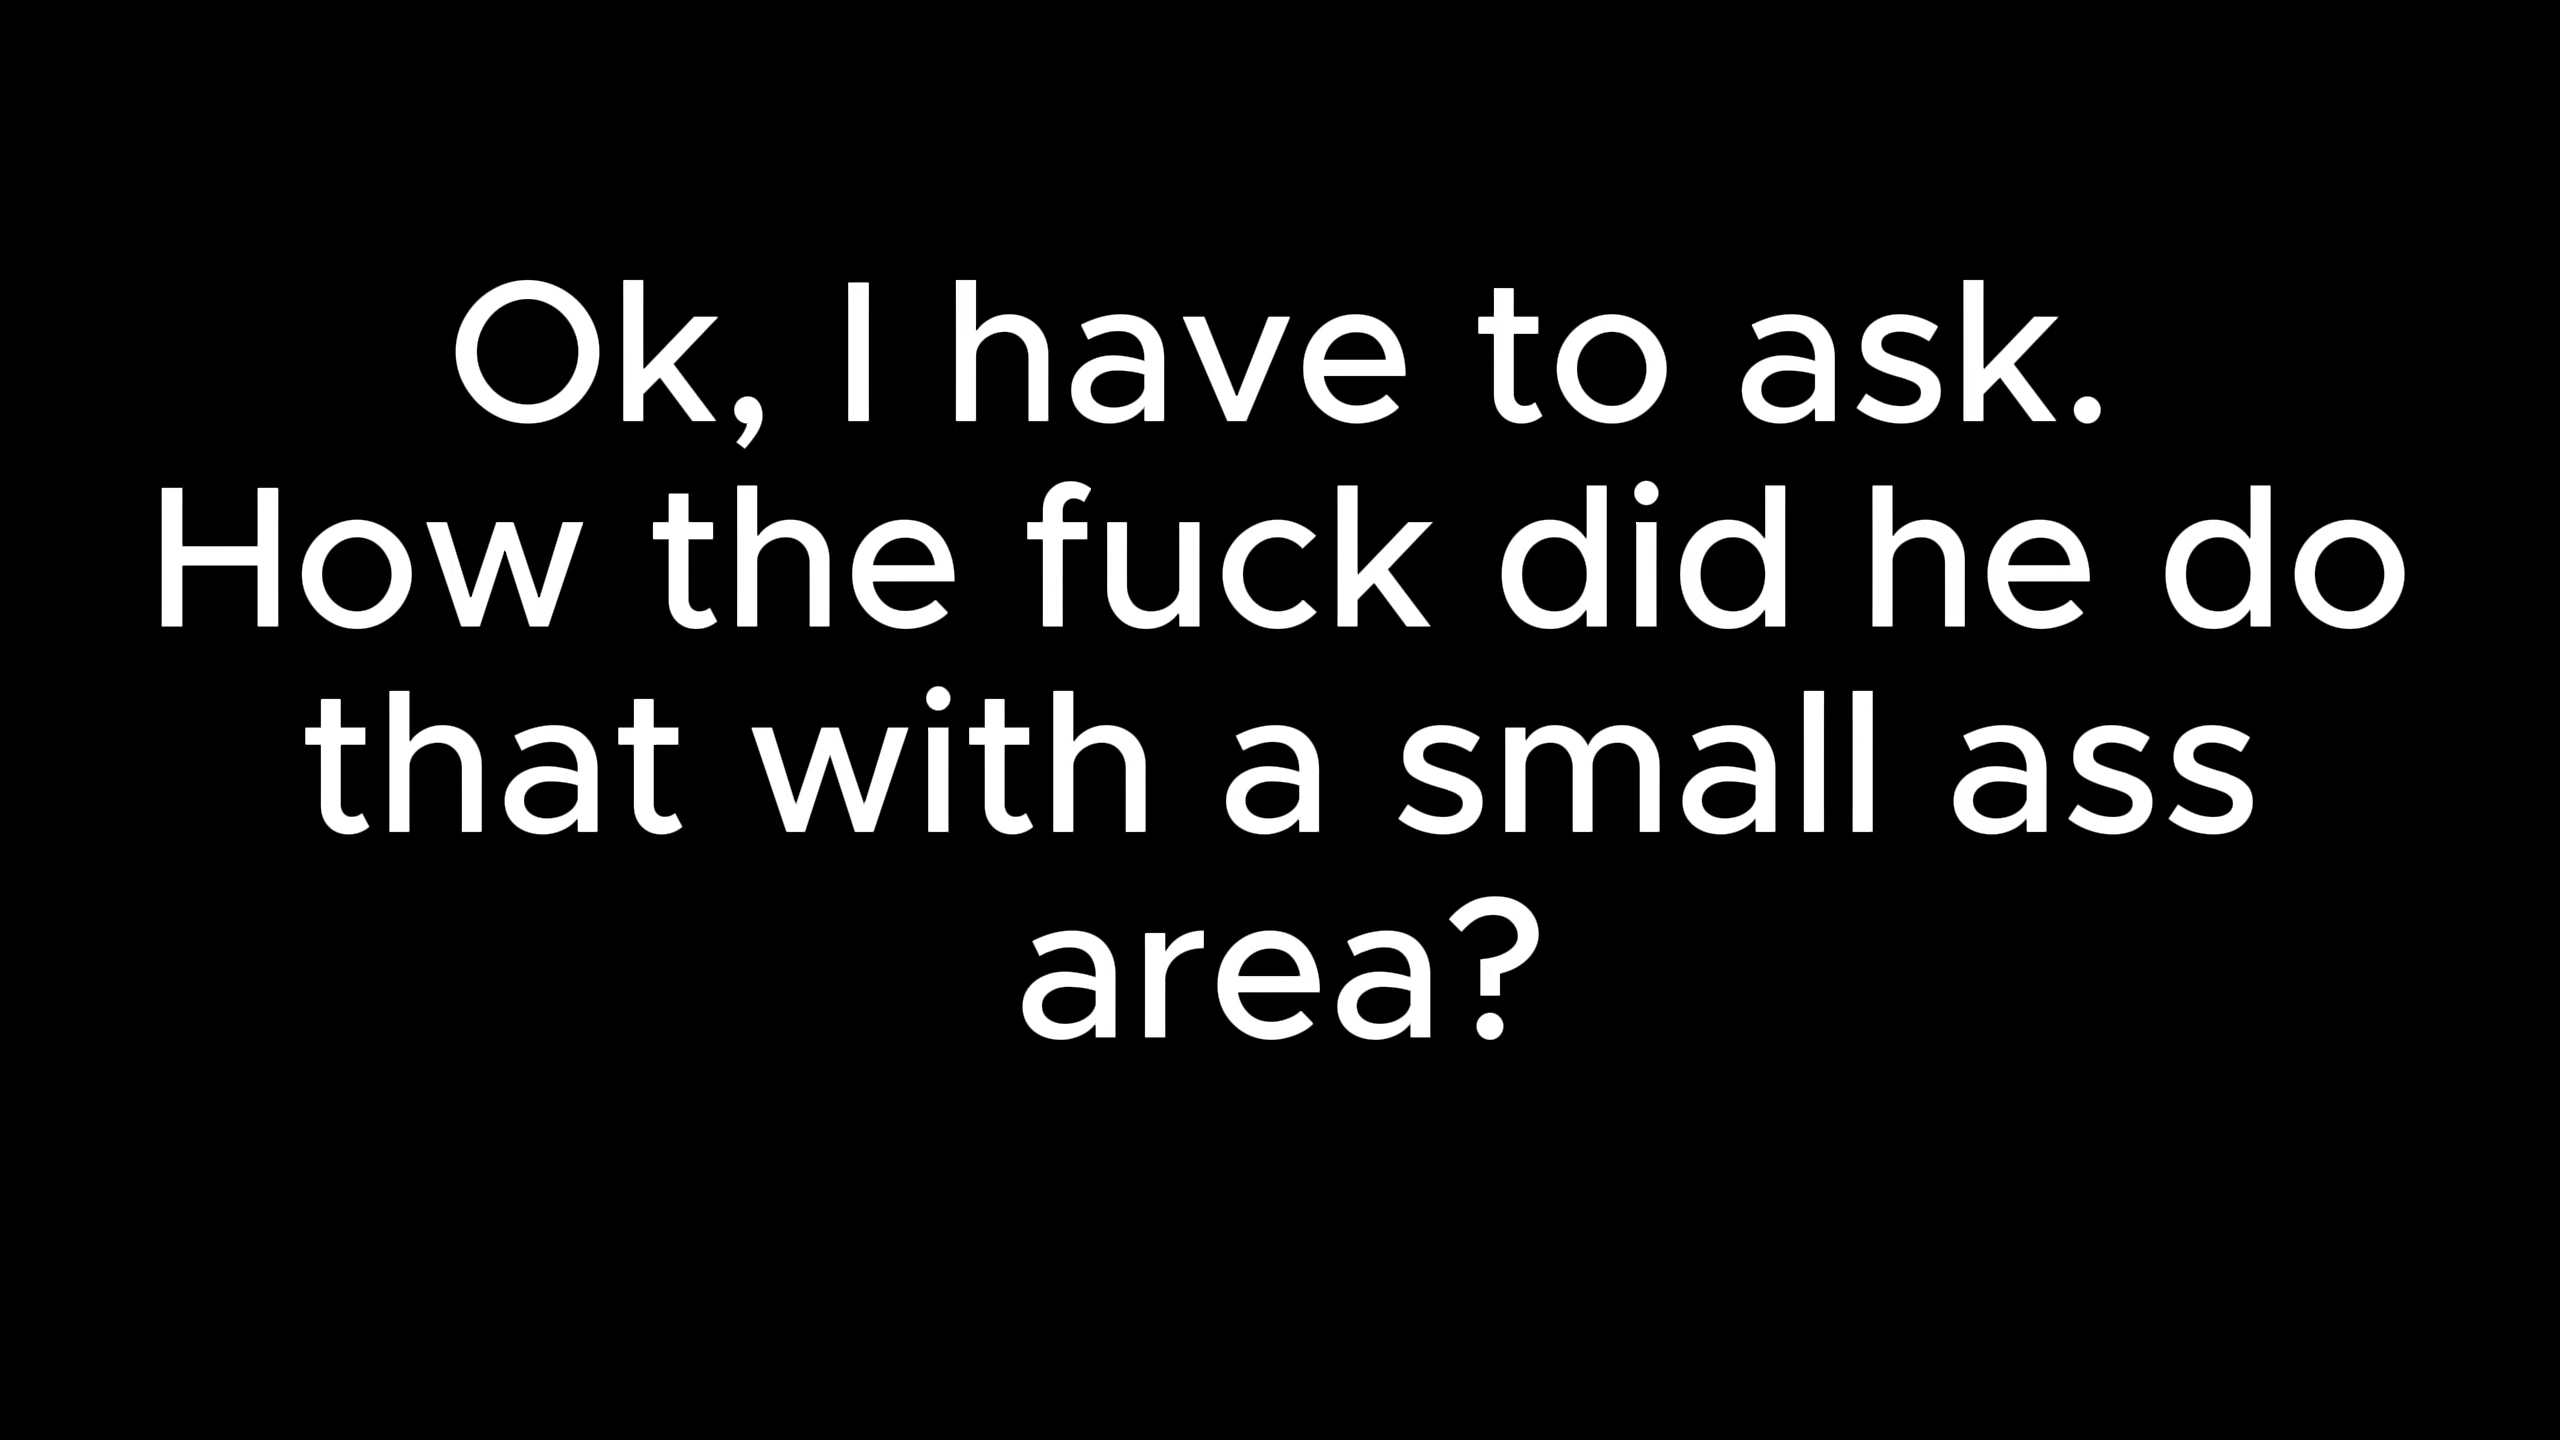 Ok, I have to ask.
How the fuck did he do
that with a small ass
area?